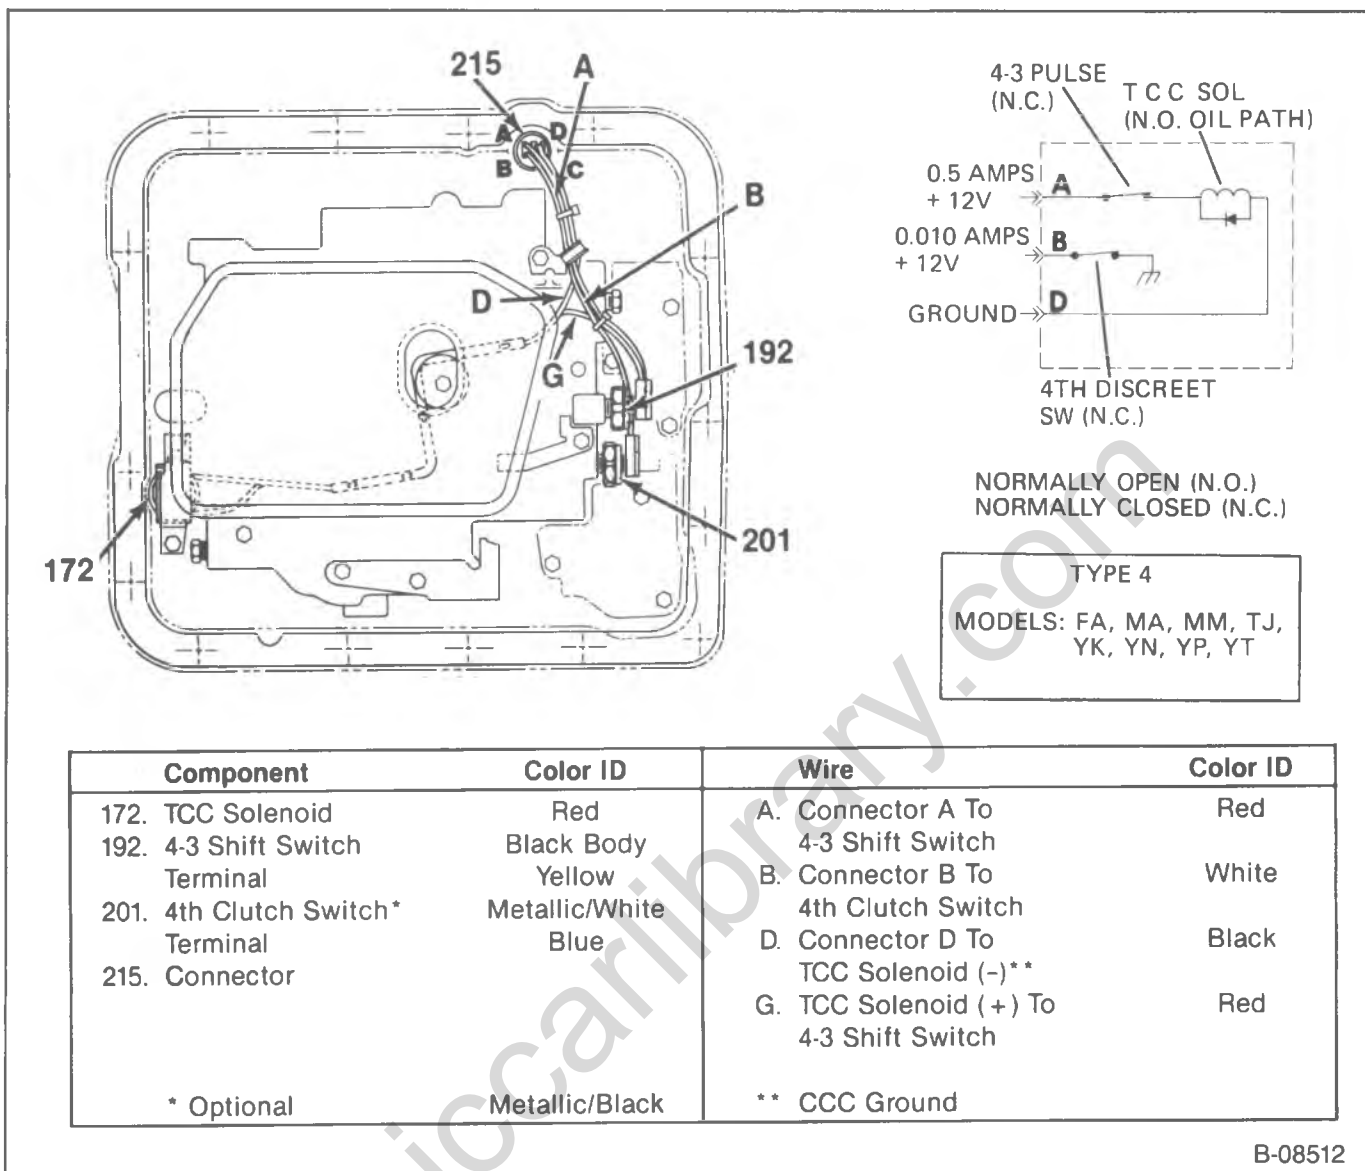 215
A
A
D
B
C
B
D
G
192
201
172
4-3 PULSE
(N.C.)
T C C SOL
(N.O. OIL PATH)
0.5 AMPS
+ 12V
A
0.010 AMPS
+ 12V
B
GROUND
D
4TH DISCREET
SW (N.C.)
NORMALLY OPEN (N.O.)
NORMALLY CLOSED (N.C.)
TYPE 4
MODELS: FA, MA, MM, TJ,
YK, YN, YP, YT
Component Color ID Wire Color ID
172. TCC Solenoid Red A. Connector A To Red
192. 4-3 Shift Switch Black Body 4-3 Shift Switch
Terminal Yellow B. Connector B To White
201. 4th Clutch Switch* Metallic/White 4th Clutch Switch
Terminal Blue D. Connector D To Black
215. Connector TCC Solenoid (-)**
G. TCC Solenoid (+) To Red
4-3 Shift Switch
* Optional Metallic/Black ** CCC Ground
B-08512
iccarlibrary.com